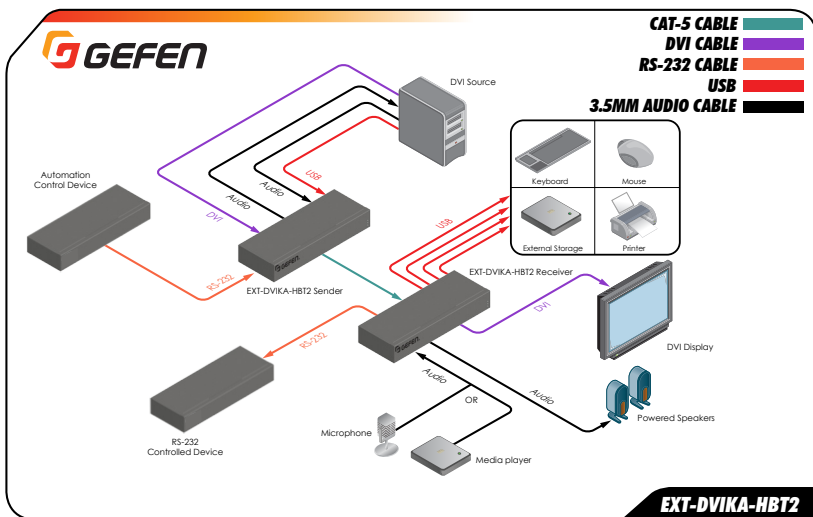 CAT-5 CABLE
DVI CABLE
RS-232 CABLE
USB
3.5MM AUDIO CABLE
GEFEN
DVI Source
Automation
Control Device
USB
Audio
Audio
DVI
RS-232
EXT-DVIKA-HBT2 Sender
Keyboard
Mouse
External Storage
Printer
USB
EXT-DVIKA-HBT2 Receiver
GEFEN
GEFEN
DVI
DVI Display
RS-232
RS-232
Controlled Device
Audio
OR
Audio
Microphone
Media player
Powered Speakers
EXT-DVIKA-HBT2